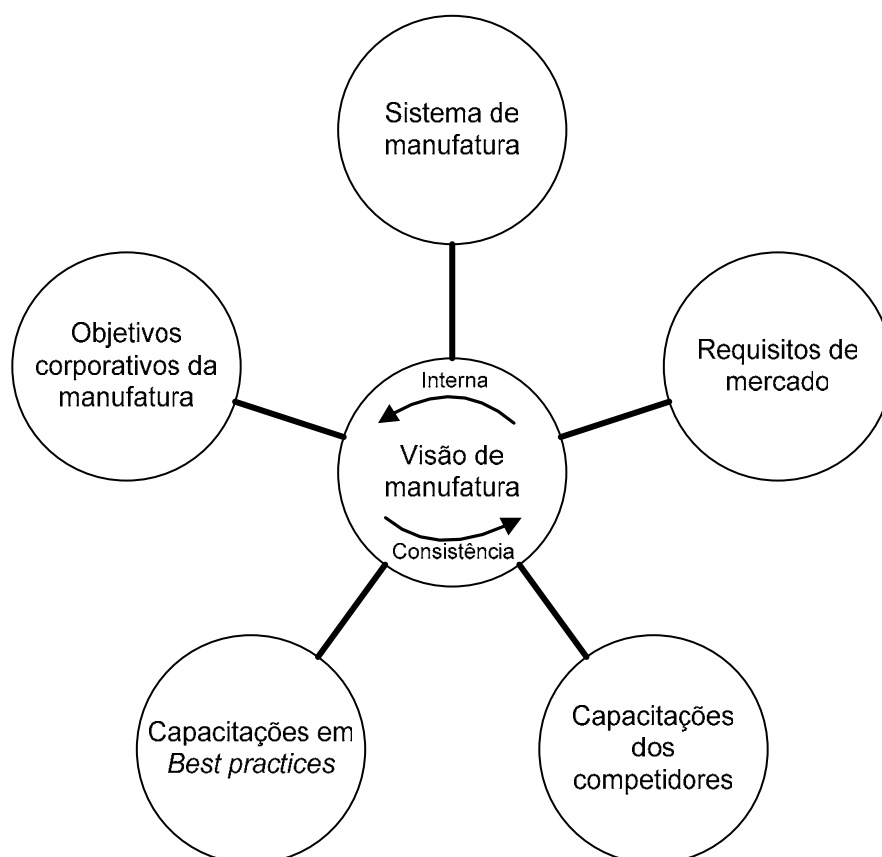 Sistema de
manufatura
Objetivos
corporativos da
manufatura
Requisitos de
mercado
Interna
Visão de
manufatura
Consistência
Capacitações em
Best practices
Capacitações
dos
competidores